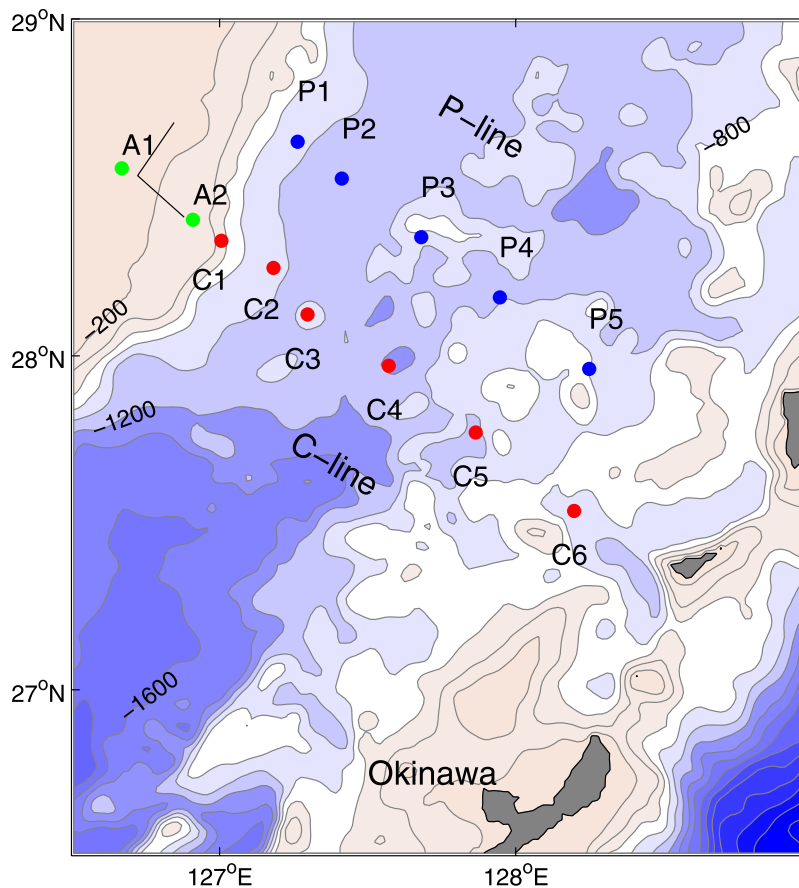 29°N
P1
P-line
P2
−800
A1
P3
A2
P4
C1
C2
−200
P5
28°N
C3
C4
−1200
C-line
C5
C6
27°N
−1600
Okinawa
127°E
128°E